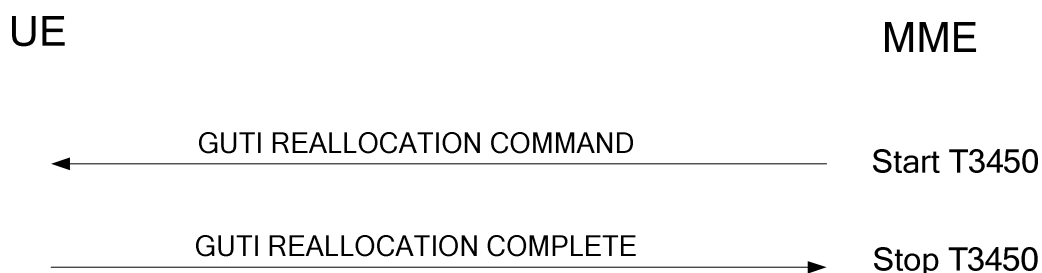 UE
MME
GUTI REALLOCATION COMMAND
Start T3450
GUTI REALLOCATION COMPLETE
Stop T3450